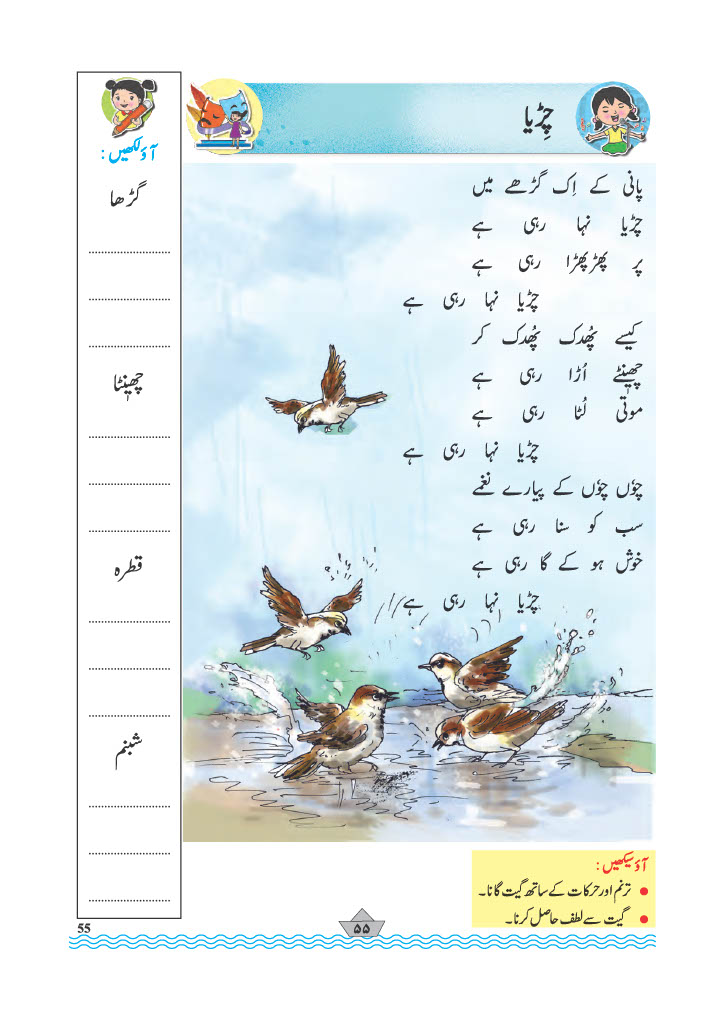 چِڑیا
پانی کے اِک گڑھے میں
چڑیا نہا رہی ہے
پر پھڑپھڑا رہی ہے
چڑیا نہا رہی ہے
کیسے پُھدک پُھدک کر
چھینٹے اُڑا رہی ہے
موتی لُٹا رہی ہے
چڑیا نہا رہی ہے
چوٗں چوٗں کے پیارے نغمے
سب کو سنا رہی ہے
خوش ہو کے گا رہی ہے
چڑیا نہا رہی ہے
آؤ لکھیں :
گڑھا
چھینٹا
قطرہ
شبنم
آؤ سیکھیں :
● ترنم اور حرکات کے ساتھ گیت گانا۔
● گیت سے لطف حاصل کرنا۔
۵۵
55